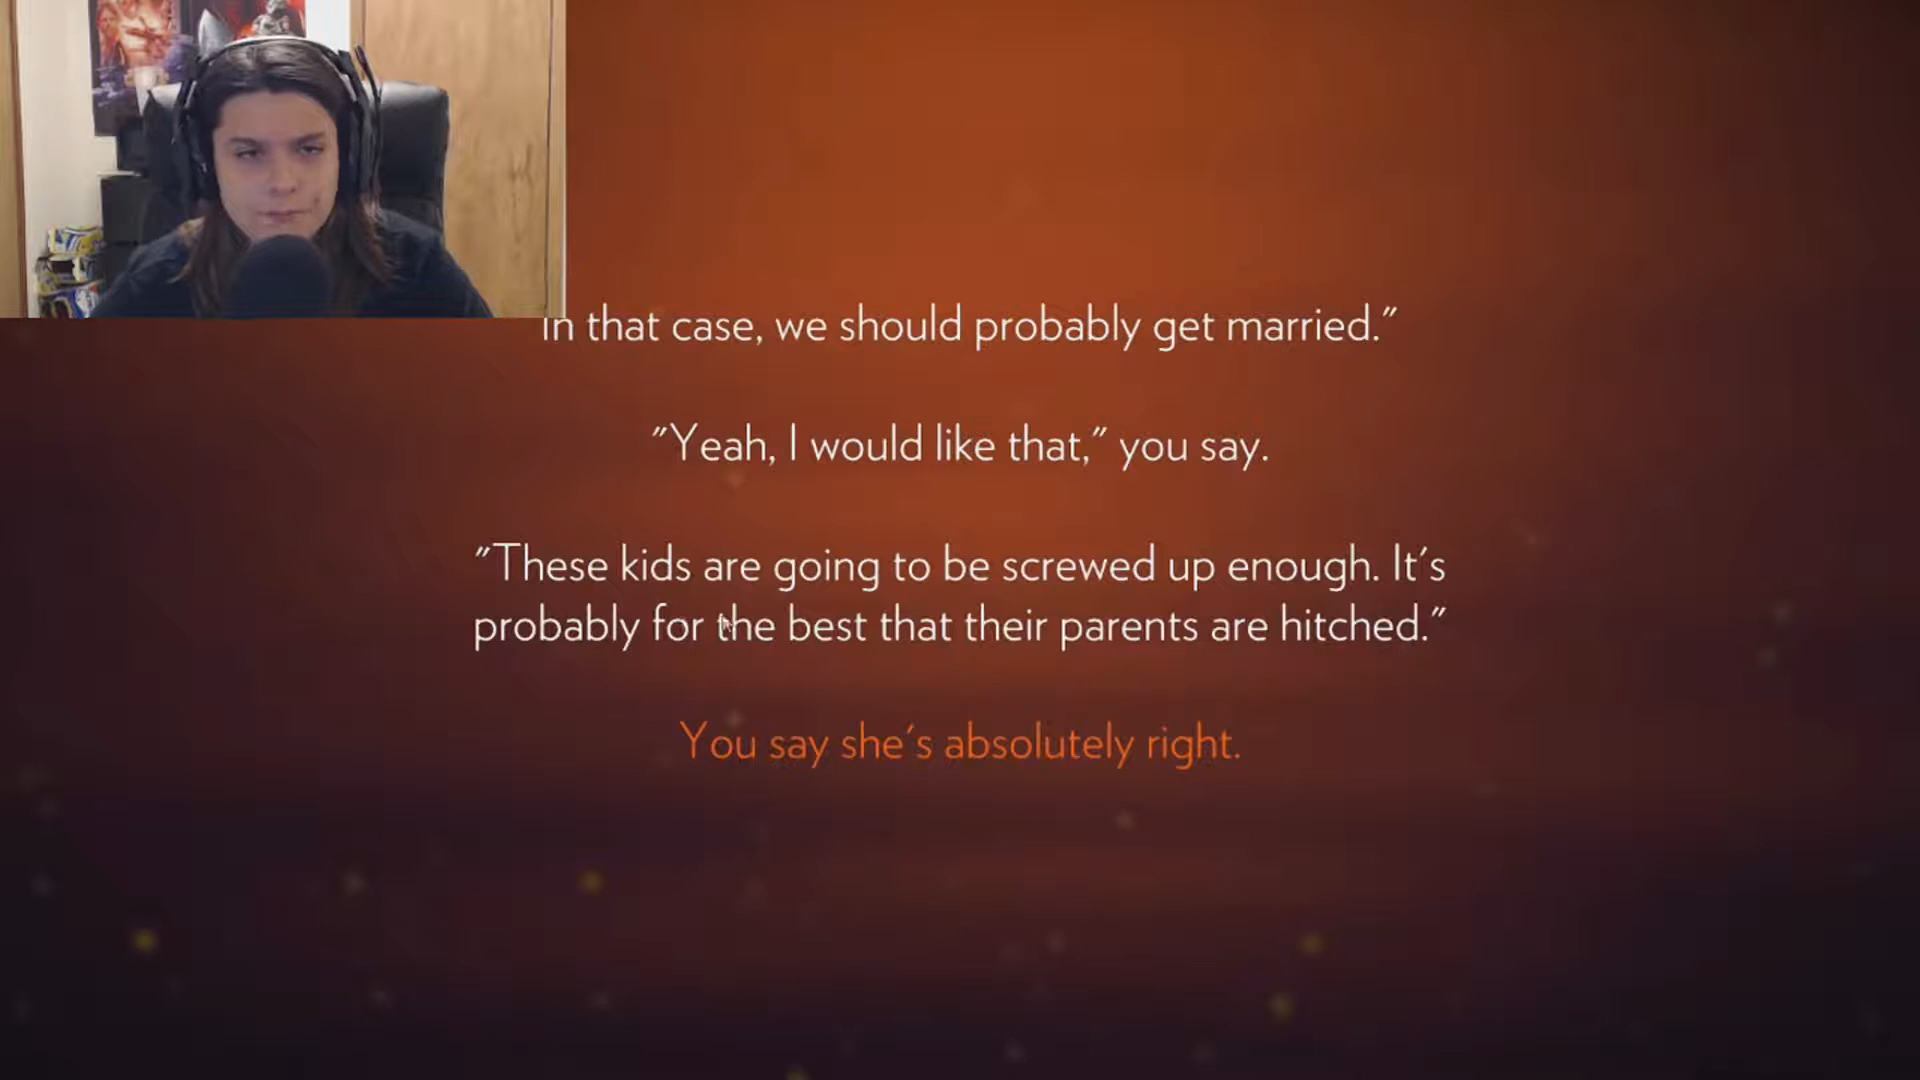 In that case, we should probably get married."
"Yeah, I would like that," you say.
"These kids are going to be screwed up enough. It's
probably for the best that their parents are hitched."
You say she's absolutely right.